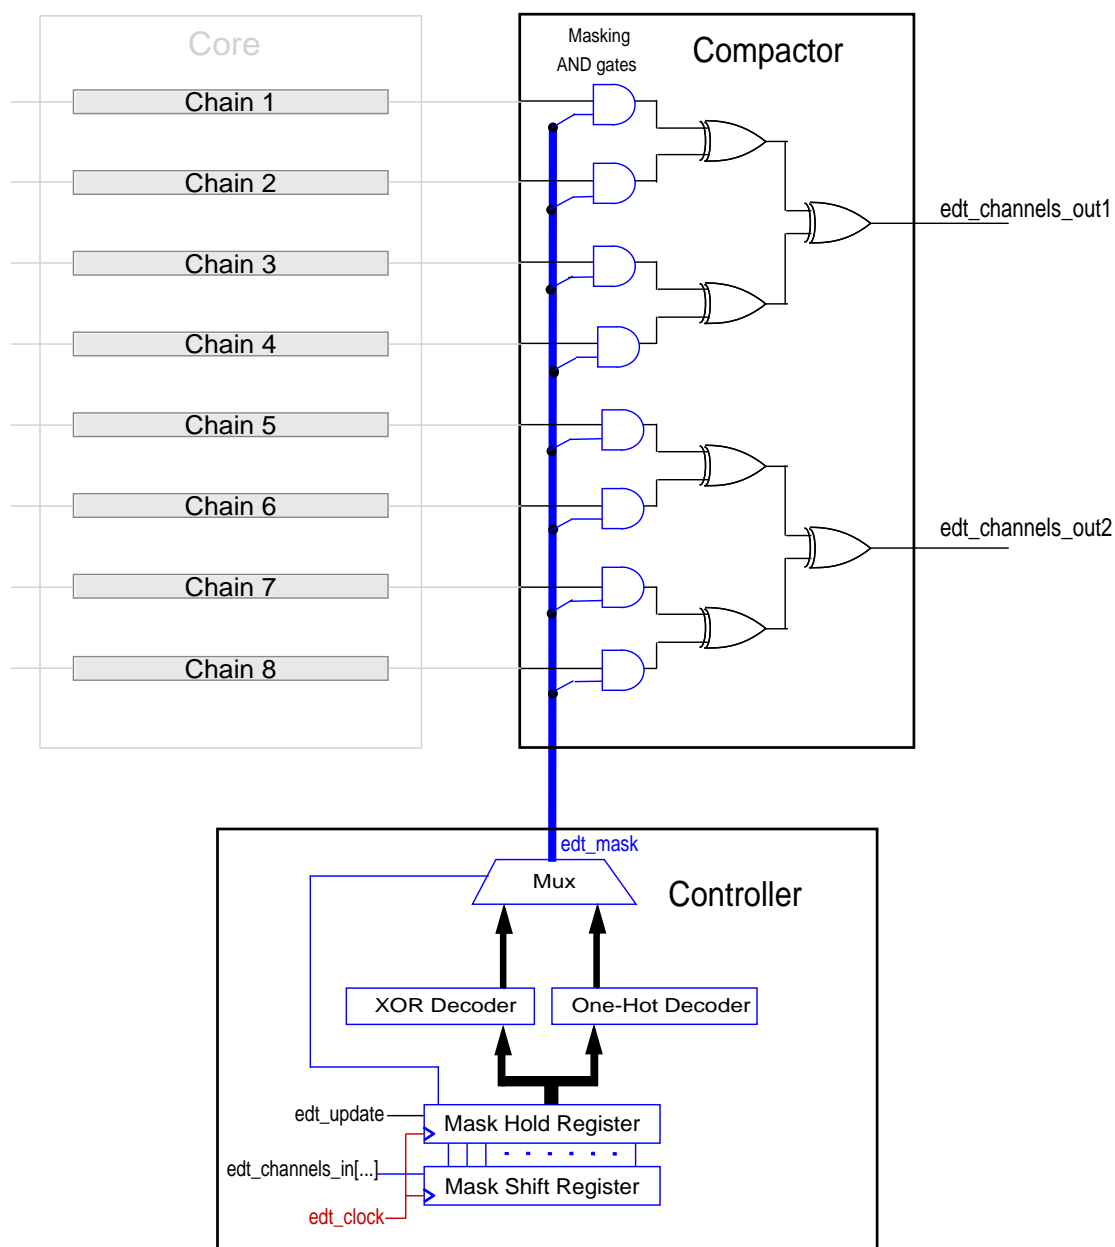 Core
Masking
AND gates
Compactor
Chain 1
Chain 2
edt_channels_out1
Chain 3
Chain 4
Chain 5
Chain 6
edt_channels_out2
Chain 7
Chain 8
edt_mask
Mux
Controller
XOR Decoder
One-Hot Decoder
edt_update
Mask Hold Register
edt_channels_in[...]
Mask Shift Register
edt_clock